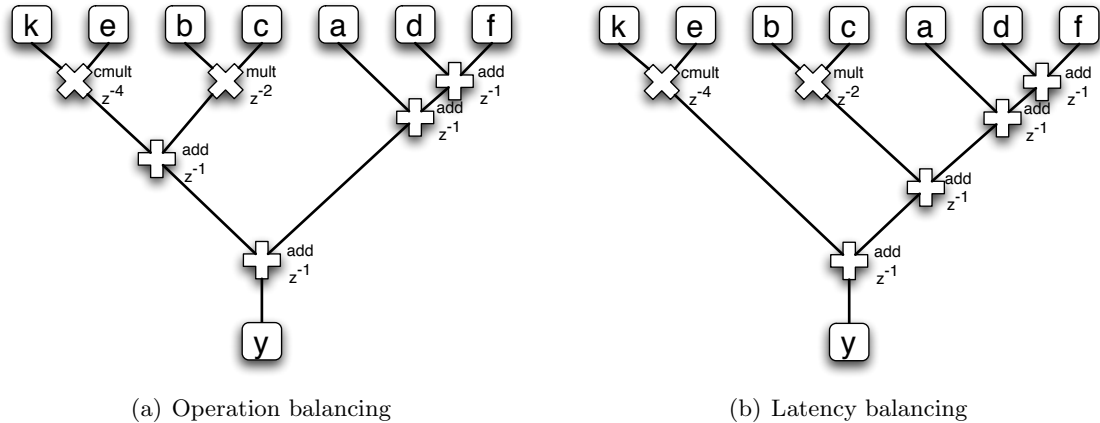 k e b c a d f
cmult
z-4
mult
z-2
add
z-1
add
z-1
add
z-1
add
z-1
y
(a) Operation balancing
k e b c a d f
cmult
z-4
mult
z-2
add
z-1
add
z-1
add
z-1
add
z-1
y
(b) Latency balancing